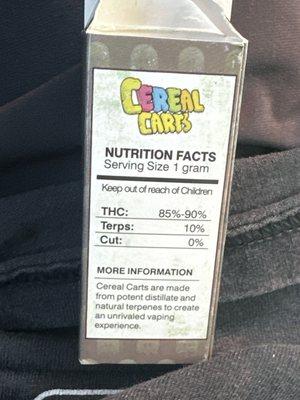 CEREAL
CARTS
NUTRITION FACTS
Serving Size 1 gram
Keep out of reach of Children
THC: 85%-90%
Terps: 10%
Cut: 0%
MORE INFORMATION
Cereal Carts are made
from potent distillate and
natural terpenes to create
an unrivaled vaping
experience.